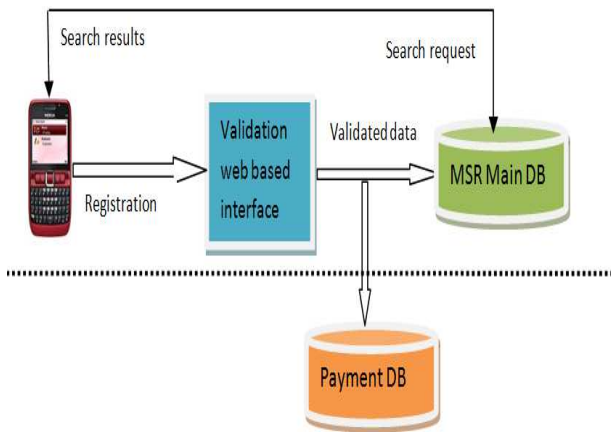 Search results
Search request
Validation
web based
interface
Validated data
MSR Main DB
Registration
Payment DB